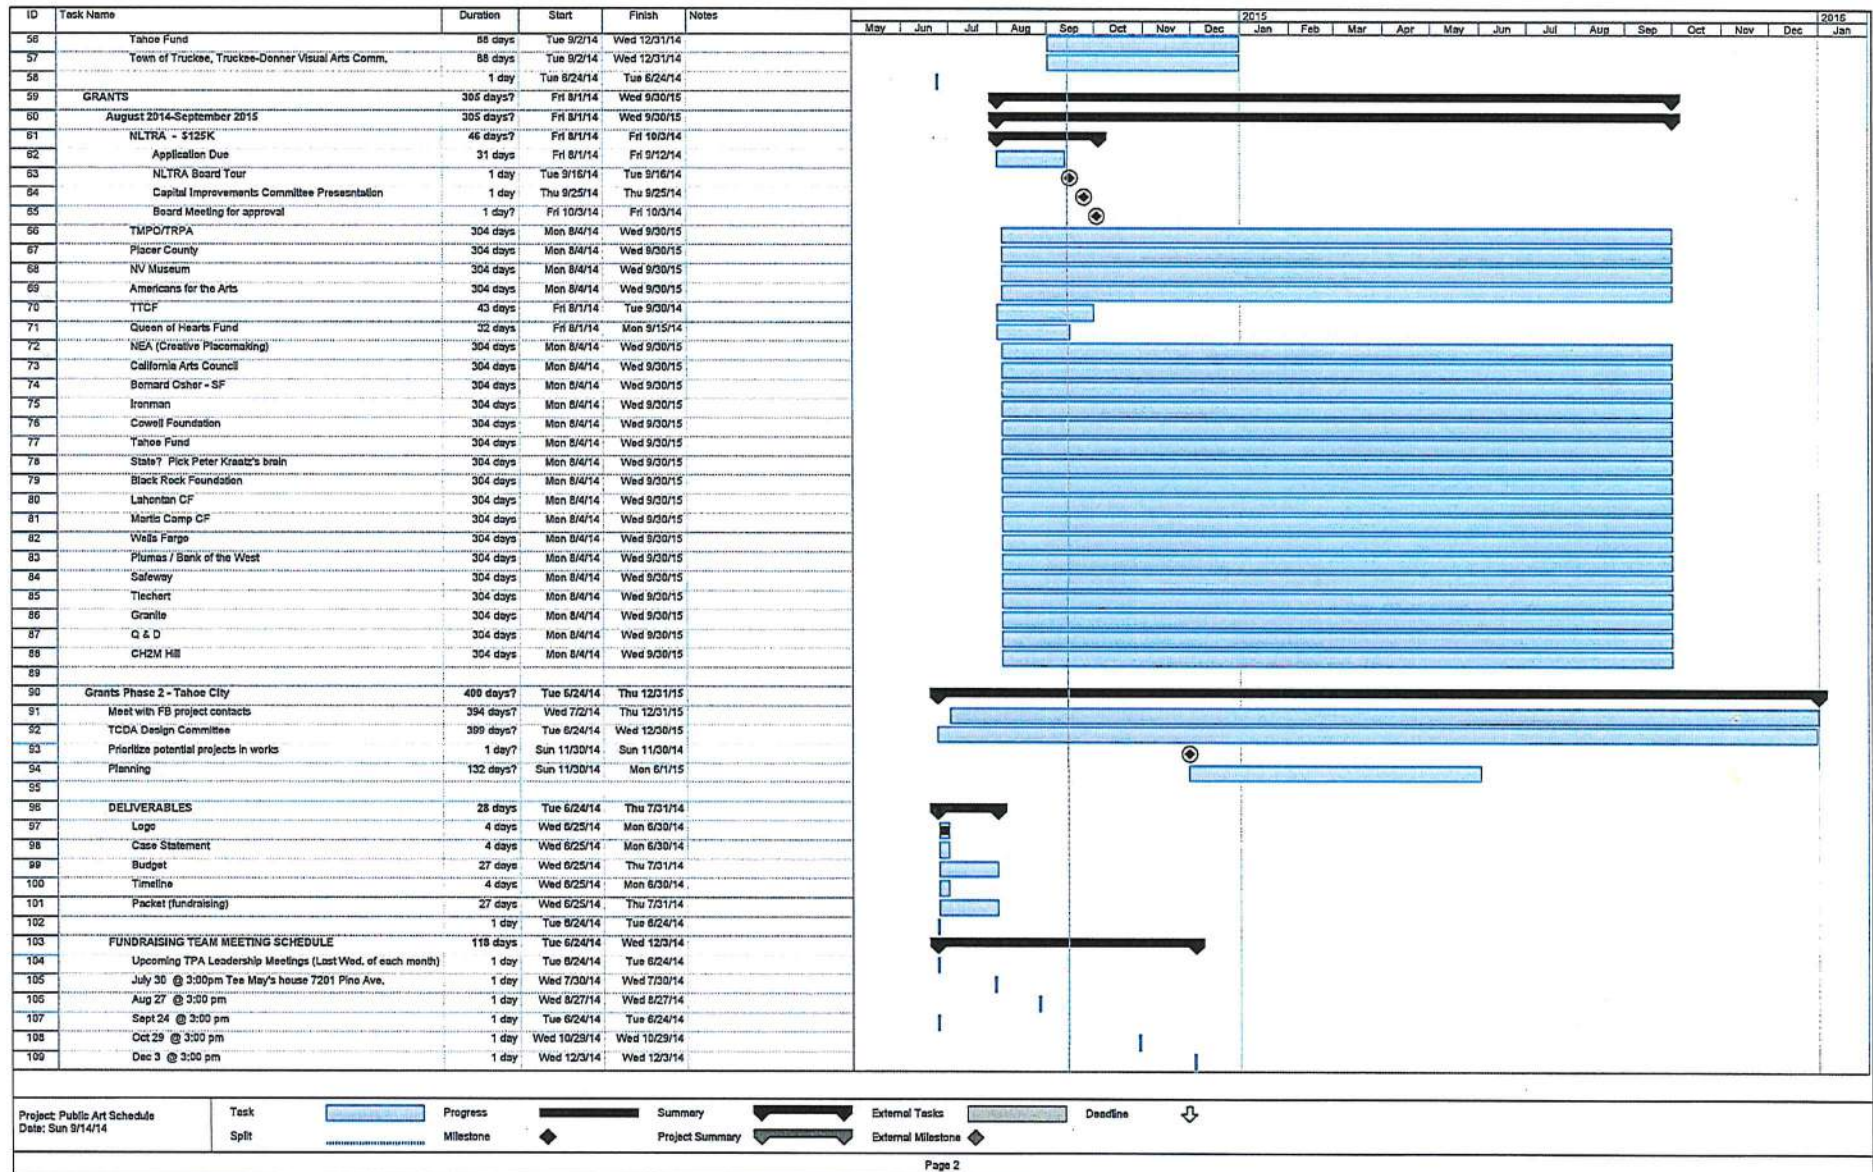 ID Task Name Duration Start Finish Notes
2015 2015
May Jun Jul Aug Sep Oct Nov Dec Jan Feb Mar Apr May Jun Jul Aug Sep Oct Nov Dec Jan
56 Tahoe Fund 88 days Tue 9/2/14 Wed 12/31/14
57 Town of Truckee, Truckee-Donner Visual Arts Comm. 88 days Tue 9/2/14 Wed 12/31/14
58 1 day Tue 6/24/14 Tue 6/24/14
59 GRANTS 305 days? Fri 8/1/14 Wed 9/30/15
60 August 2014-September 2015 305 days? Fri 8/1/14 Wed 9/30/15
61 NLTRA - $125K 46 days? Fri 8/1/14 Fri 10/3/14
62 Application Due 31 days Fri 8/1/14 Fri 9/12/14
63 NLTRA Board Tour 1 day Tue 9/16/14 Tue 9/16/14
64 Capital Improvements Committee Presesntation 1 day Thu 9/25/14 Thu 9/25/14
65 Board Meeting for approval 1 day? Fri 10/3/14 Fri 10/3/14
66 TMPO/TRPA 304 days Mon 8/4/14 Wed 9/30/15
67 Placer County 304 days Mon 8/4/14 Wed 9/30/15
68 NV Museum 304 days Mon 8/4/14 Wed 9/30/15
69 Americans for the Arts 304 days Mon 8/4/14 Wed 9/30/15
70 TTCF 43 days Fri 8/1/14 Tue 9/30/14
71 Queen of Hearts Fund 32 days Fri 8/1/14 Mon 9/15/14
72 NEA (Creative Placemaking) 304 days Mon 8/4/14 Wed 9/30/15
73 California Arts Council 304 days Mon 8/4/14 Wed 9/30/15
74 Bernard Osher - SF 304 days Mon 8/4/14 Wed 9/30/15
75 Ironman 304 days Mon 8/4/14 Wed 9/30/15
76 Cowell Foundation 304 days Mon 8/4/14 Wed 9/30/15
77 Tahoe Fund 304 days Mon 8/4/14 Wed 9/30/15
78 State? Pick Peter Kraatz's brain 304 days Mon 8/4/14 Wed 9/30/15
79 Black Rock Foundation 304 days Mon 8/4/14 Wed 9/30/15
80 Lahontan CF 304 days Mon 8/4/14 Wed 9/30/15
81 Martis Camp CF 304 days Mon 8/4/14 Wed 9/30/15
82 Wells Fargo 304 days Mon 8/4/14 Wed 9/30/15
83 Plumas / Bank of the West 304 days Mon 8/4/14 Wed 9/30/15
84 Safeway 304 days Mon 8/4/14 Wed 9/30/15
85 Tiechert 304 days Mon 8/4/14 Wed 9/30/15
86 Granite 304 days Mon 8/4/14 Wed 9/30/15
87 Q & D 304 days Mon 8/4/14 Wed 9/30/15
88 CH2M Hill 304 days Mon 8/4/14 Wed 9/30/15
89
90 Grants Phase 2 - Tahoe City 400 days? Tue 6/24/14 Thu 12/31/15
91 Meet with FB project contacts 394 days? Wed 7/2/14 Thu 12/31/15
92 TCDA Design Committee 399 days? Tue 6/24/14 Wed 12/30/15
93 Prioritize potential projects in works 1 day? Sun 11/30/14 Sun 11/30/14
94 Planning 132 days? Sun 11/30/14 Mon 6/1/15
95
96 DELIVERABLES 28 days Tue 6/24/14 Thu 7/31/14
97 Logo 4 days Wed 6/25/14 Mon 6/30/14
98 Case Statement 4 days Wed 6/25/14 Mon 6/30/14
99 Budget 27 days Wed 6/25/14 Thu 7/31/14
100 Timeline 4 days Wed 6/25/14 Mon 6/30/14
101 Packet (fundraising) 27 days Wed 6/25/14 Thu 7/31/14
102 1 day Tue 6/24/14 Tue 6/24/14
103 FUNDRAISING TEAM MEETING SCHEDULE 118 days Tue 6/24/14 Wed 12/3/14
104 Upcoming TPA Leadership Meetings (Last Wed. of each month) 1 day Tue 6/24/14 Tue 6/24/14
105 July 30 @ 3:00pm Tee May's house 7201 Pino Ave. 1 day Wed 7/30/14 Wed 7/30/14
106 Aug 27 @ 3:00 pm 1 day Wed 8/27/14 Wed 8/27/14
107 Sept 24 @ 3:00 pm 1 day Tue 6/24/14 Tue 6/24/14
108 Oct 29 @ 3:00 pm 1 day Wed 10/29/14 Wed 10/29/14
109 Dec 3 @ 3:00 pm 1 day Wed 12/3/14 Wed 12/3/14
Project: Public Art Schedule
Date: Sun 9/14/14
Task Progress Summary External Tasks Deadline
Split Milestone Project Summary External Milestone
Page 2